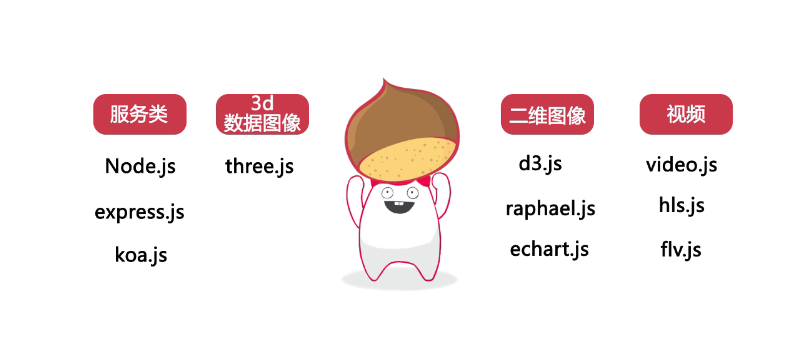 服务类
Node.js
express.js
koa.js
3d
数据图像
three.js
二维图像
d3.js
raphael.js
echart.js
视频
video.js
hls.js
flv.js